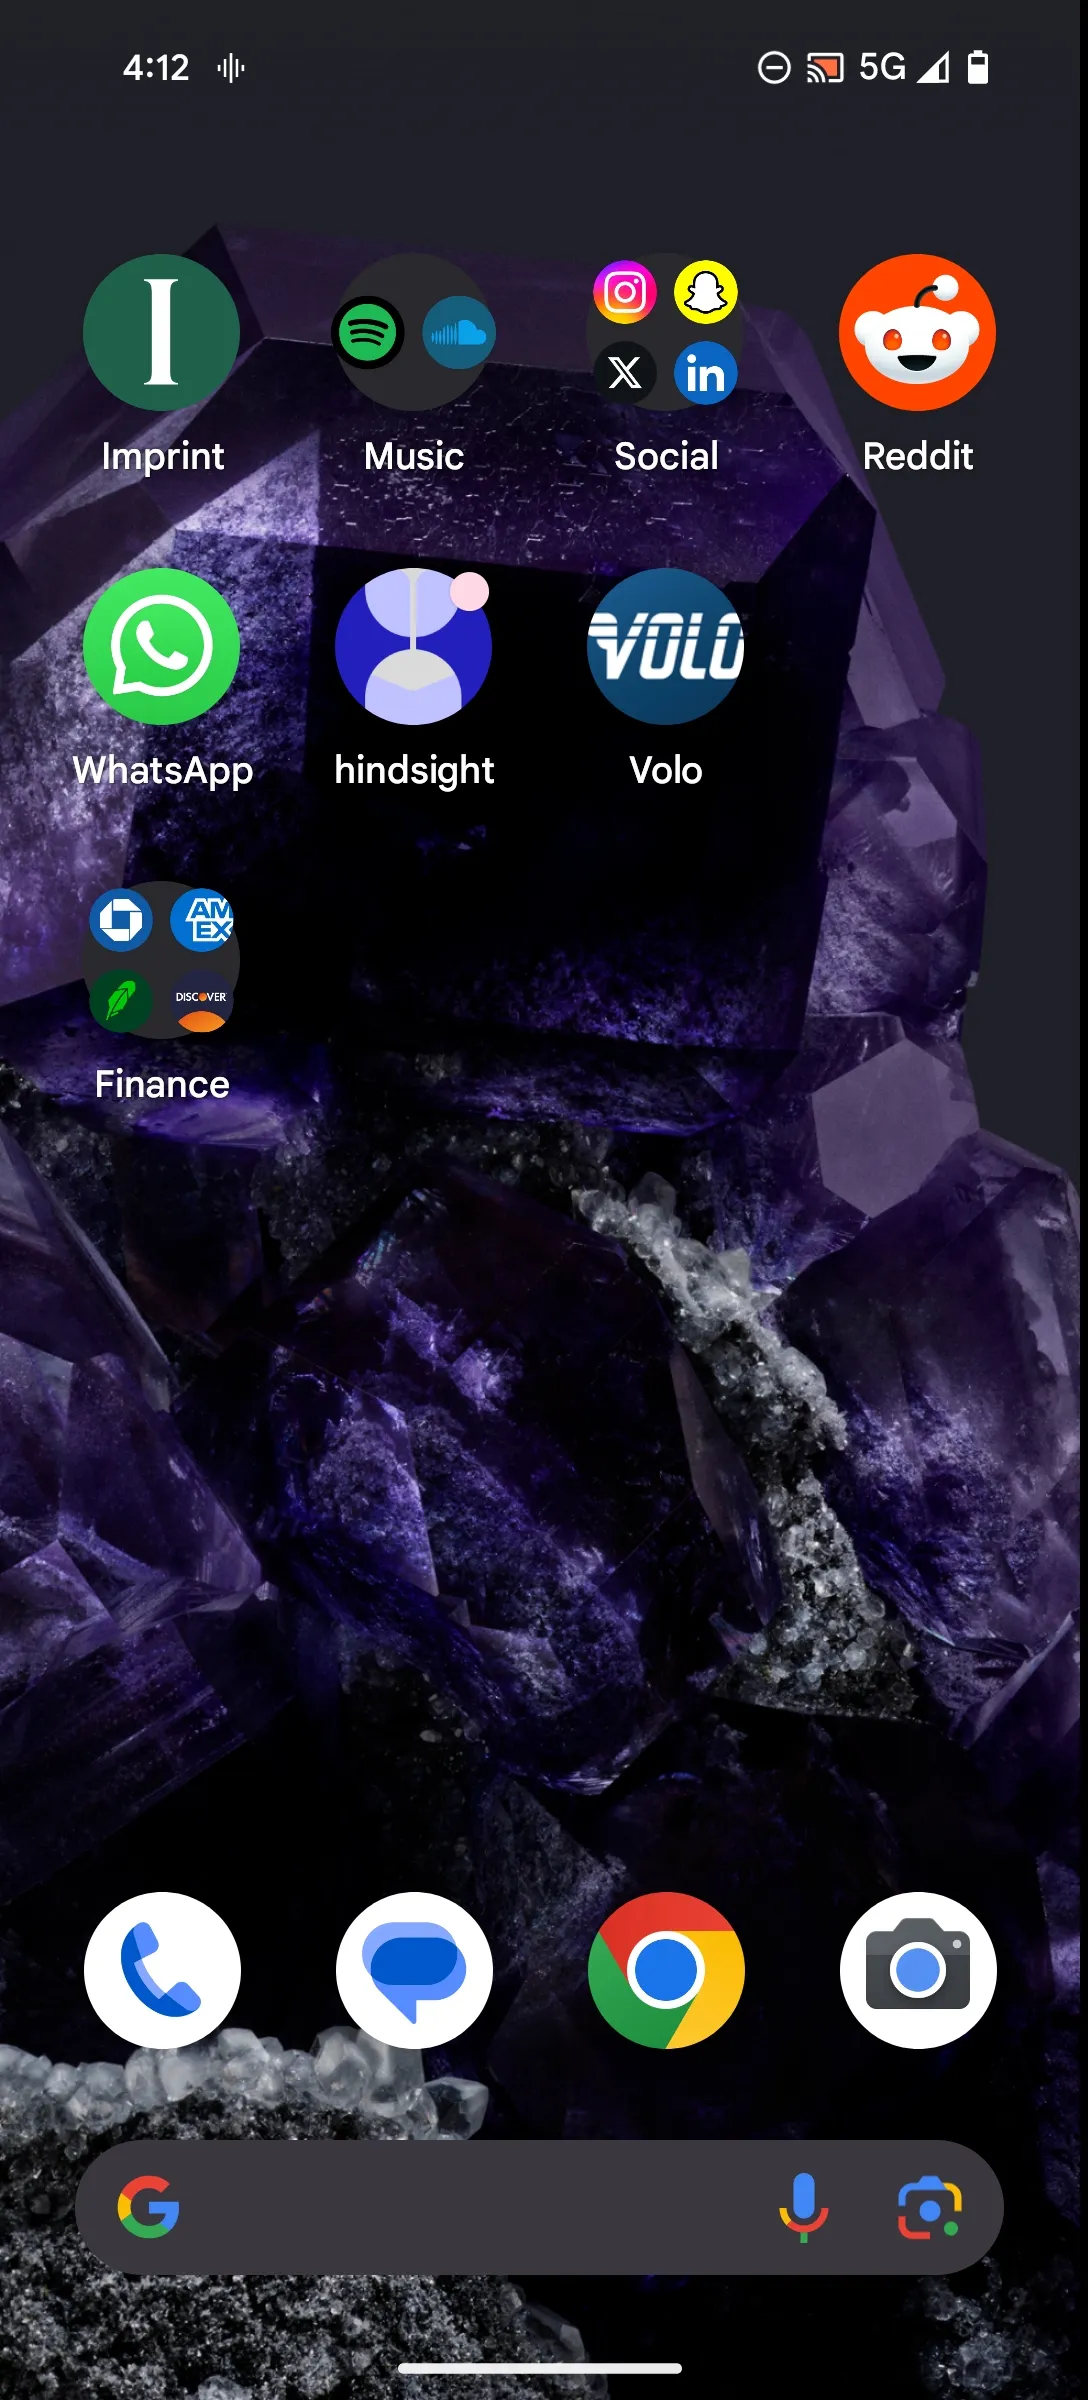 4:12 5G
Imprint Music Social Reddit
VOLO
WhatsApp hindsight Volo
AM
EX
DISCOVER
Finance